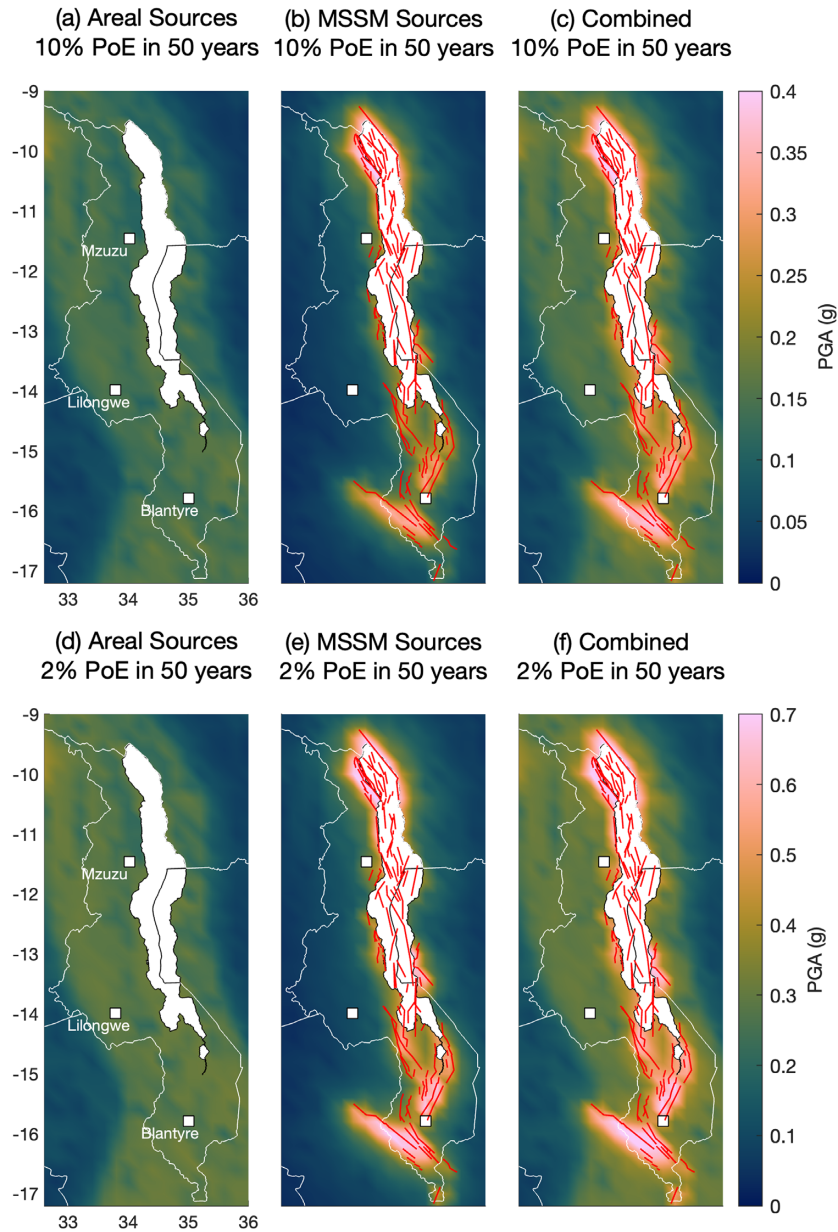 (a) Areal Sources
10% PoE in 50 years
(b) MSSM Sources
10% PoE in 50 years
(c) Combined
10% PoE in 50 years
-9
-10
-11
-12
-13
-14
-15
-16
-17
33 34 35 36
Mzuzu
Lilongwe
Blantyre
0.4
0.35
0.3
0.25
0.2
0.15
0.1
0.05
0
PGA (g)
(d) Areal Sources
2% PoE in 50 years
(e) MSSM Sources
2% PoE in 50 years
(f) Combined
2% PoE in 50 years
-9
-10
-11
-12
-13
-14
-15
-16
-17
33 34 35 36
Mzuzu
Lilongwe
Blantyre
0.7
0.6
0.5
0.4
0.3
0.2
0.1
0
PGA (g)